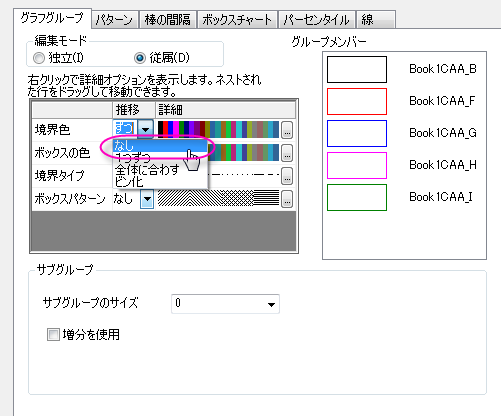 グラフグループ パターン 棒の間隔 ボックスチャート パーセンタイル 線
編集モード
独立(I) 従属(D)
右クリックで詳細オプションを表示します。ネストされ
た行をドラッグして移動できます。
推移 詳細
境界色 ずつ
なし
ボックスの色
1つずつ
全体に合わす
境界タイプ
ビン化
ボックスパターン なし
グループメンバー
Book1CAA_B
Book1CAA_F
Book1CAA_G
Book1CAA_H
Book1CAA_I
サブグループ
サブグループのサイズ 0
増分を使用